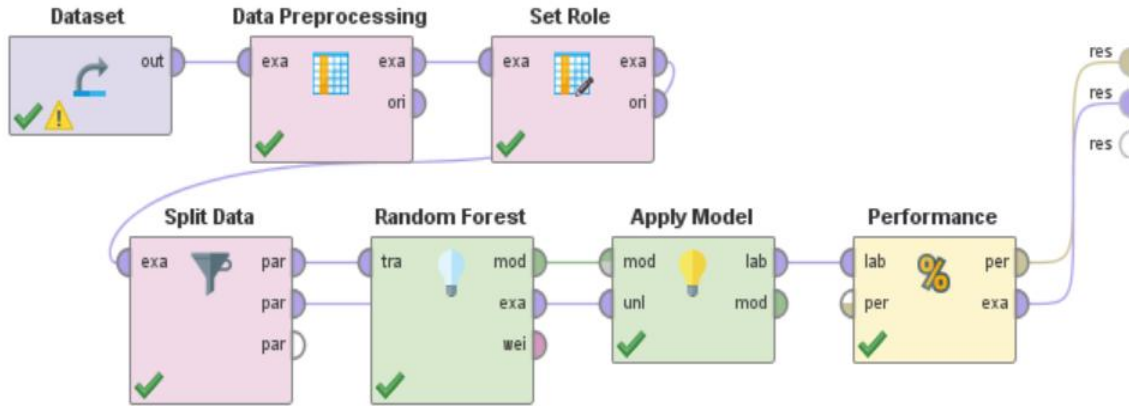 Dataset
Data Preprocessing
Set Role
out
exa
exa
ori
exa
exa
ori
res
res
res
Split Data
Random Forest
Apply Model
Performance
exa
par
par
par
tra
mod
exa
wei
mod
unl
lab
mod
lab
per
%
per
exa